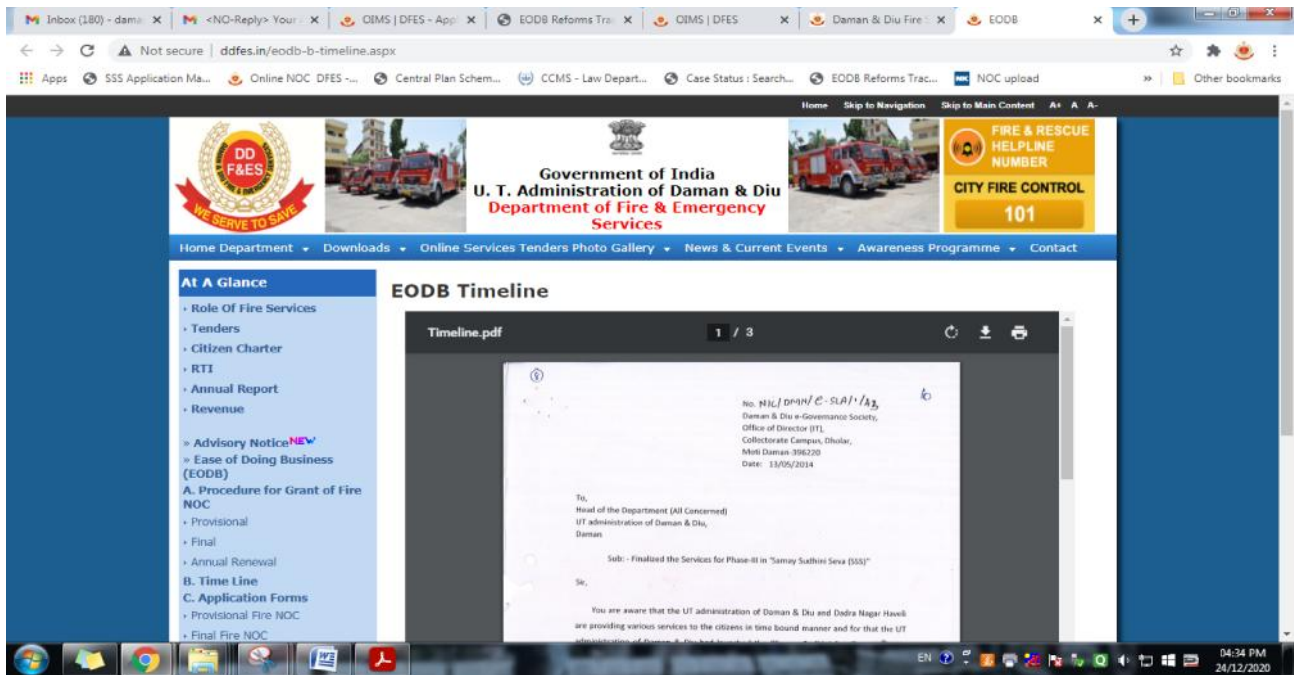 Inbox (180) - dama
<NO-Reply> Your
OIMS | DFES - App
EODB Reforms Tra
OIMS | DFES
Daman & Diu Fire
EODB
Not secure | ddfes.in/eodb-b-timeline.aspx
Apps
SSS Application Ma...
Online NOC DFES -...
Central Plan Schem...
CCMS - Law Depart...
Case Status : Search...
EODB Reforms Trac...
NOC upload
Other bookmarks
Home Skip to Navigation Skip to Main Content A+ A A-
DD
F&ES
WE SERVE TO SAVE
Government of India
U. T. Administration of Daman & Diu
Department of Fire & Emergency
Services
FIRE & RESCUE
HELPLINE
NUMBER
CITY FIRE CONTROL
101
Home Department Downloads Online Services Tenders Photo Gallery News & Current Events Awareness Programme Contact
At A Glance
Role Of Fire Services
Tenders
Citizen Charter
RTI
Annual Report
Revenue
» Advisory Notice NEW
» Ease of Doing Business
(EODB)
A. Procedure for Grant of Fire
NOC
Provisional
Final
Annual Renewal
B. Time Line
C. Application Forms
Provisional Fire NOC
Final Fire NOC
EODB Timeline
Timeline.pdf
1 / 3
No. NIC/DMN/e-SLA/
Daman & Diu e-Governance Society,
Office of Director (IT),
Collectorate Campus, Dholar,
Moti Daman-396220
Date: 13/05/2014
To,
Head of the Department (All Concerned)
UT administration of Daman & Diu,
Daman
Sub: - Finalized the Services for Phase-III in "Samay Sudhini Seva (SSS)"
Sir,
You are aware that the UT administration of Daman & Diu and Dadra Nagar Haveli
are providing various services to the citizens in time bound manner and for that the UT
EN
04:34 PM
24/12/2020